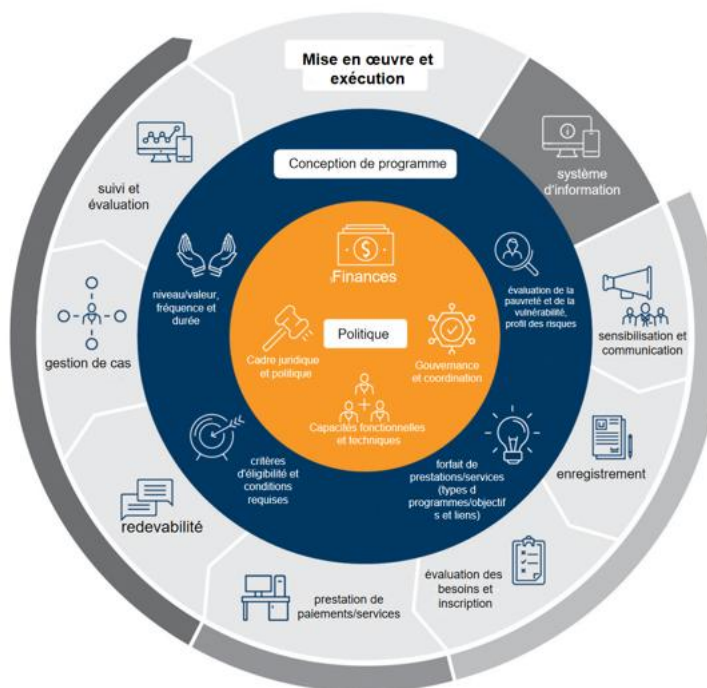 Mise en œuvre et
exécution
système
d'information
sensibilisation et
communication
enregistrement
évaluation des
besoins et
inscription
prestation de
paiements/services
redevabilité
gestion de cas
suivi et
évaluation
Conception de programme
évaluation de la
pauvreté et de la
vulnérabilité,
profil des risques
forfait de
prestations/services
(types d
programmes/objectif
s et liens)
critères
d'éligibilité et
conditions
requises
niveau/valeur,
fréquence et
durée
Finances
Politique
Cadre juridique
et politique
Gouvernance
et coordination
Capacités fonctionnelles
et techniques